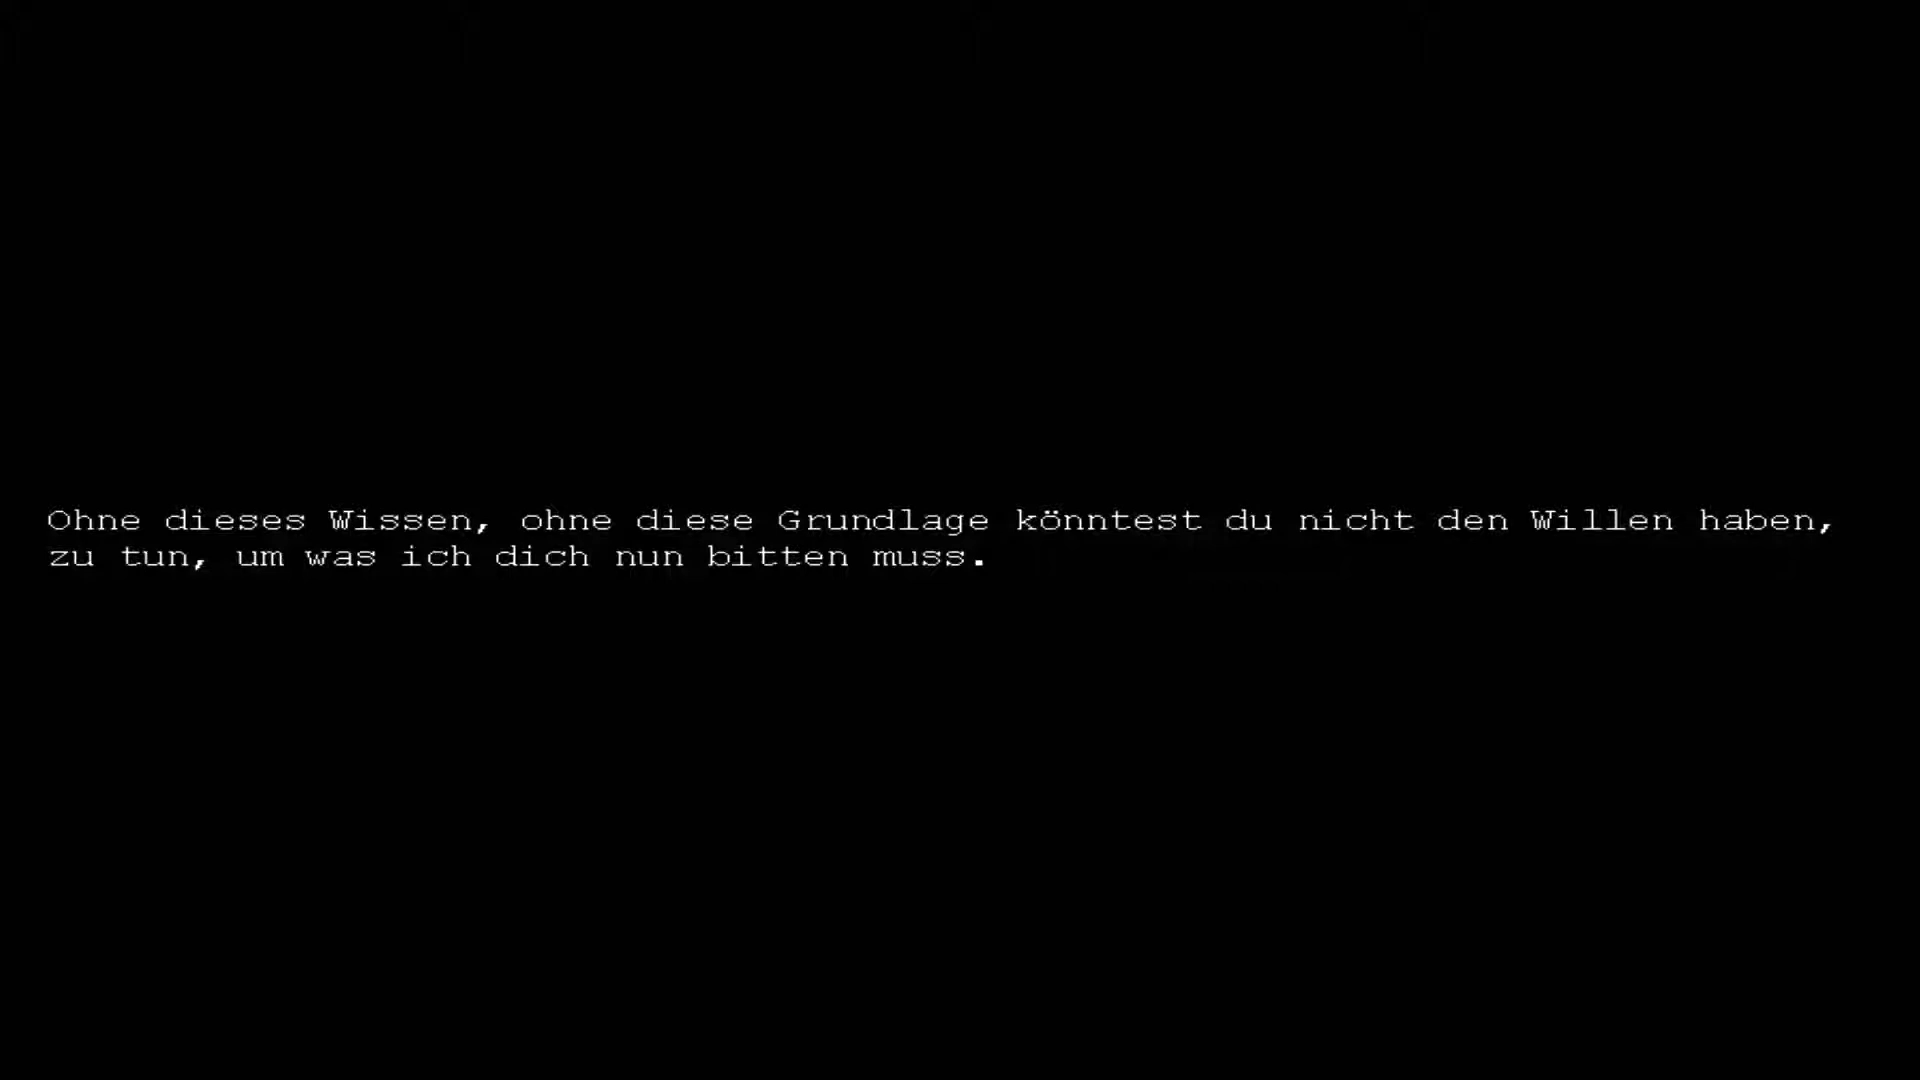 Ohne dieses Wissen, ohne diese Grundlage könntest du nicht den Willen haben,
zu tun, um was ich dich nun bitten muss.